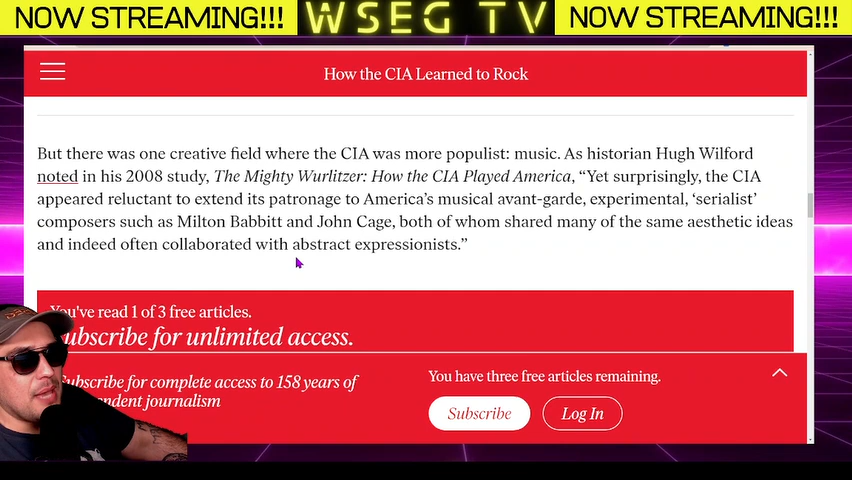 NOW STREAMING!!! WSEG TV NOW STREAMING!!!
How the CIA Learned to Rock
But there was one creative field where the CIA was more populist: music. As historian Hugh Wilford
noted in his 2008 study, The Mighty Wurlitzer: How the CIA Played America, “Yet surprisingly, the CIA
appeared reluctant to extend its patronage to America’s musical avant-garde, experimental, ‘serialist’
composers such as Milton Babbitt and John Cage, both of whom shared many of the same aesthetic ideas
and indeed often collaborated with abstract expressionists.”
You've read 1 of 3 free articles.
Subscribe for unlimited access.
Subscribe for complete access to 158 years of
journalism
You have three free articles remaining.
Subscribe Log In